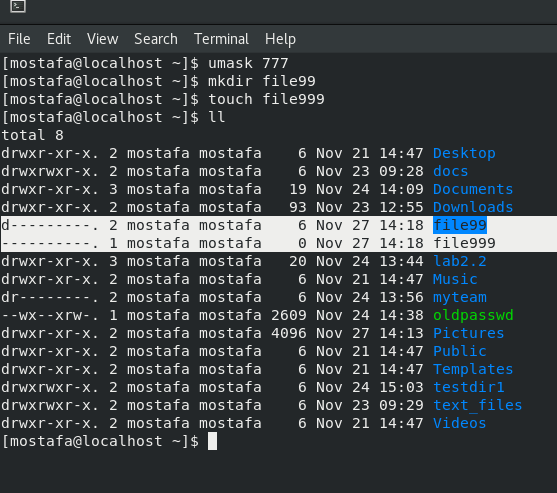 File Edit View Search Terminal Help
[mostafa@localhost ~]$ umask 777
[mostafa@localhost ~]$ mkdir file99
[mostafa@localhost ~]$ touch file999
[mostafa@localhost ~]$ ll
total 8
drwxr-xr-x. 2 mostafa mostafa    6 Nov 21 14:47 Desktop
drwxrwxr-x. 2 mostafa mostafa    6 Nov 23 09:28 docs
drwxr-xr-x. 3 mostafa mostafa   19 Nov 24 14:09 Documents
drwxr-xr-x. 2 mostafa mostafa   93 Nov 23 12:55 Downloads
d---------. 2 mostafa mostafa    6 Nov 27 14:18 file99
----------. 1 mostafa mostafa    0 Nov 27 14:18 file999
drwxr-xr-x. 3 mostafa mostafa   20 Nov 24 13:44 lab2.2
drwxr-xr-x. 2 mostafa mostafa    6 Nov 21 14:47 Music
dr--------. 2 mostafa mostafa    6 Nov 24 13:56 myteam
--wx--xrw-. 1 mostafa mostafa 2609 Nov 24 14:38 oldpasswd
drwxr-xr-x. 2 mostafa mostafa 4096 Nov 27 14:13 Pictures
drwxr-xr-x. 2 mostafa mostafa    6 Nov 21 14:47 Public
drwxr-xr-x. 2 mostafa mostafa    6 Nov 21 14:47 Templates
drwxrwxr-x. 2 mostafa mostafa    6 Nov 24 15:03 testdir1
drwxrwxr-x. 2 mostafa mostafa    6 Nov 23 09:29 text_files
drwxr-xr-x. 2 mostafa mostafa    6 Nov 21 14:47 Videos
[mostafa@localhost ~]$